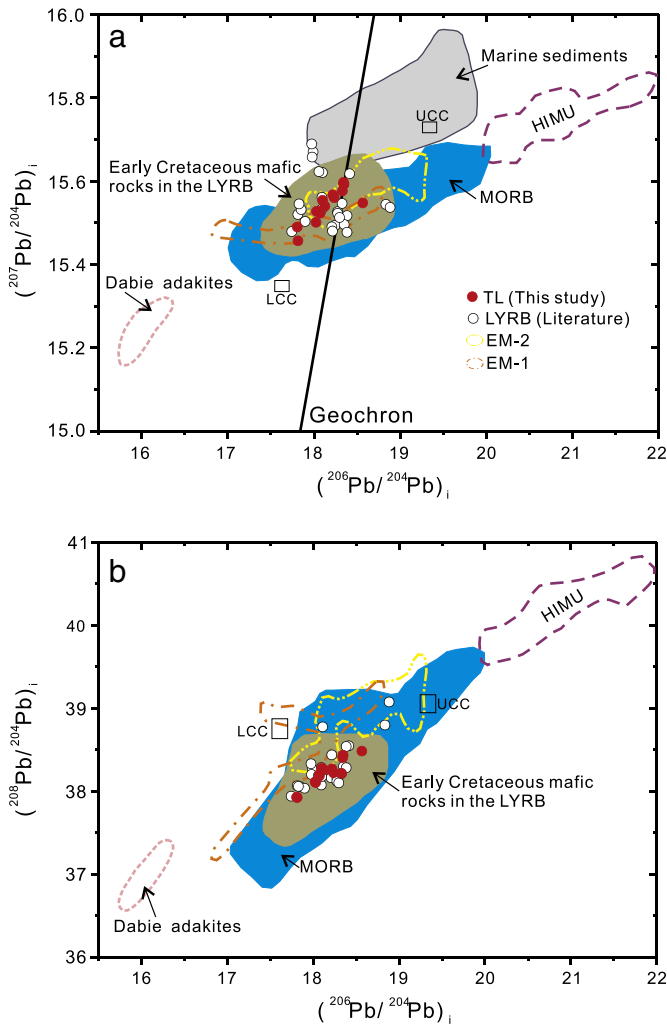 a
16.0
15.8
15.6
15.4
15.2
15.0
(²⁰⁷Pb/²⁰⁴Pb)ᵢ
Marine sediments
UCC
HIMU
Early Cretaceous mafic
rocks in the LYRB
MORB
Dabie adakites
LCC
TL (This study)
LYRB (Literature)
EM-2
EM-1
Geochron
16 17 18 19 20 21 22
(²⁰⁶Pb/²⁰⁴Pb)ᵢ
b
41
40
39
38
37
36
(²⁰⁸Pb/²⁰⁴Pb)ᵢ
HIMU
LCC
UCC
Early Cretaceous mafic
rocks in the LYRB
MORB
Dabie adakites
16 17 18 19 20 21 22
(²⁰⁶Pb/²⁰⁴Pb)ᵢ